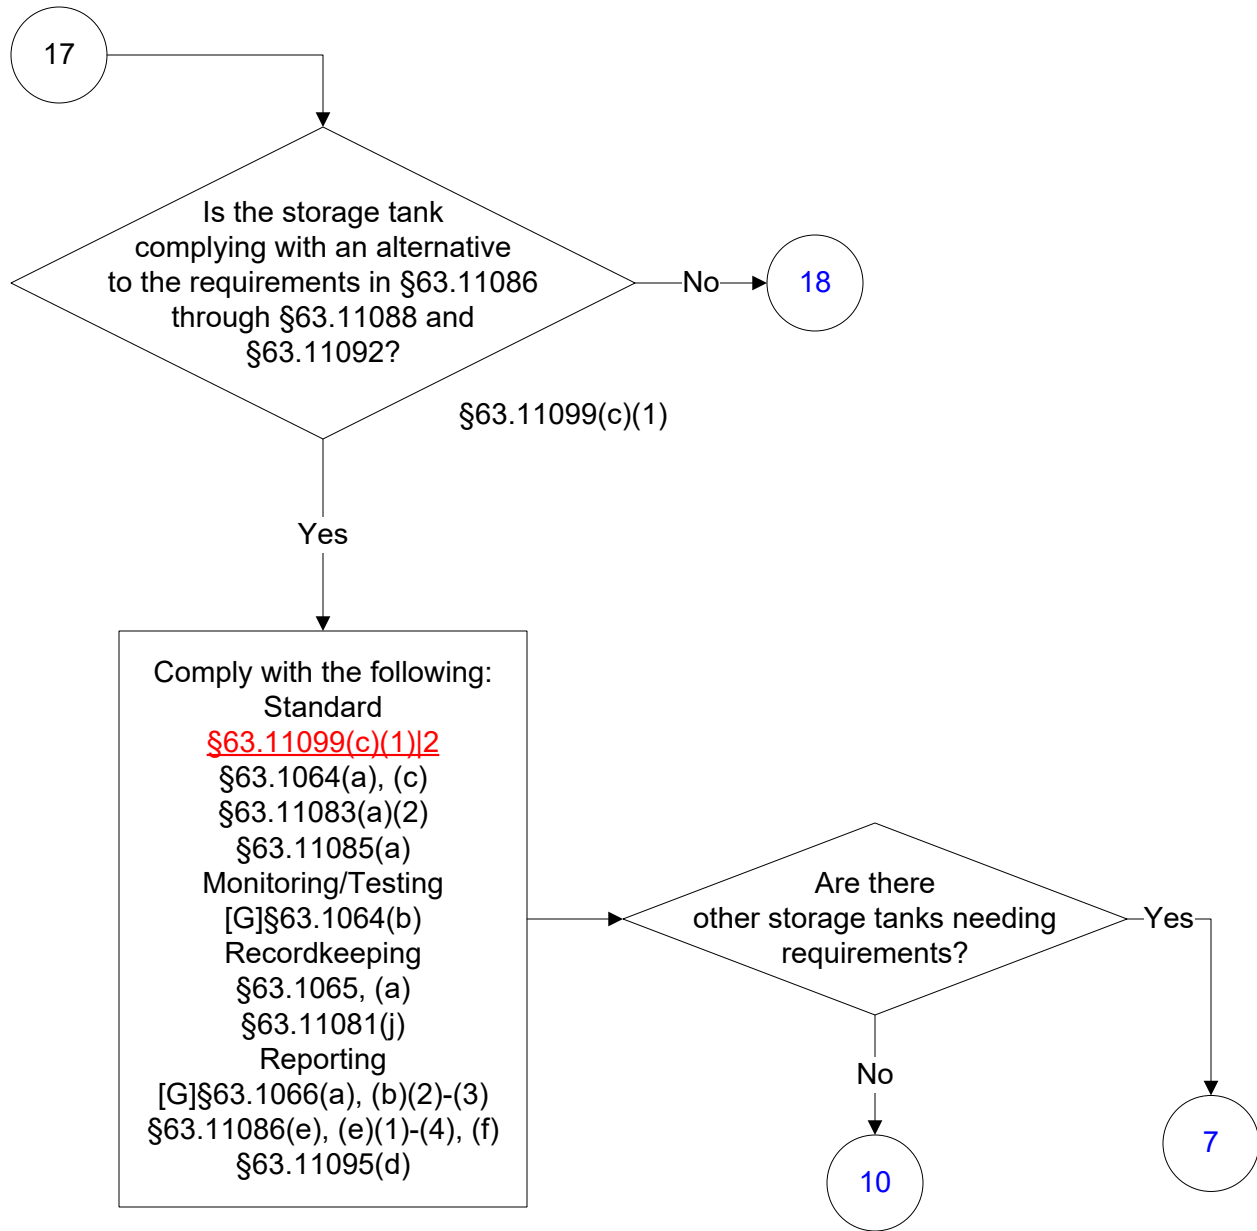 17
Is the storage tank
complying with an alternative
to the requirements in §63.11086
through §63.11088 and
§63.11092?
No
18
§63.11099(c)(1)
Yes
Comply with the following:
Standard
§63.11099(c)(1)|2
§63.1064(a), (c)
§63.11083(a)(2)
§63.11085(a)
Monitoring/Testing
[G]§63.1064(b)
Recordkeeping
§63.1065, (a)
§63.11081(j)
Reporting
[G]§63.1066(a), (b)(2)-(3)
§63.11086(e), (e)(1)-(4), (f)
§63.11095(d)
Are there
other storage tanks needing
requirements?
Yes
7
No
10